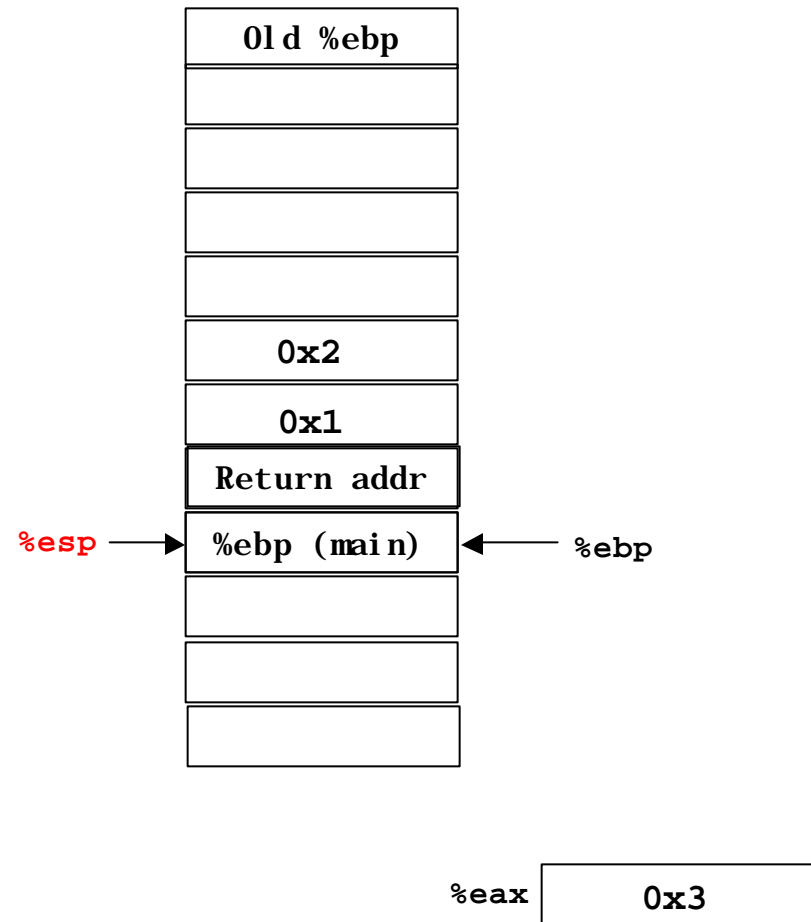 Old %ebp
0x2
0x1
Return addr
%esp
%ebp (main)
%ebp
%eax
0x3